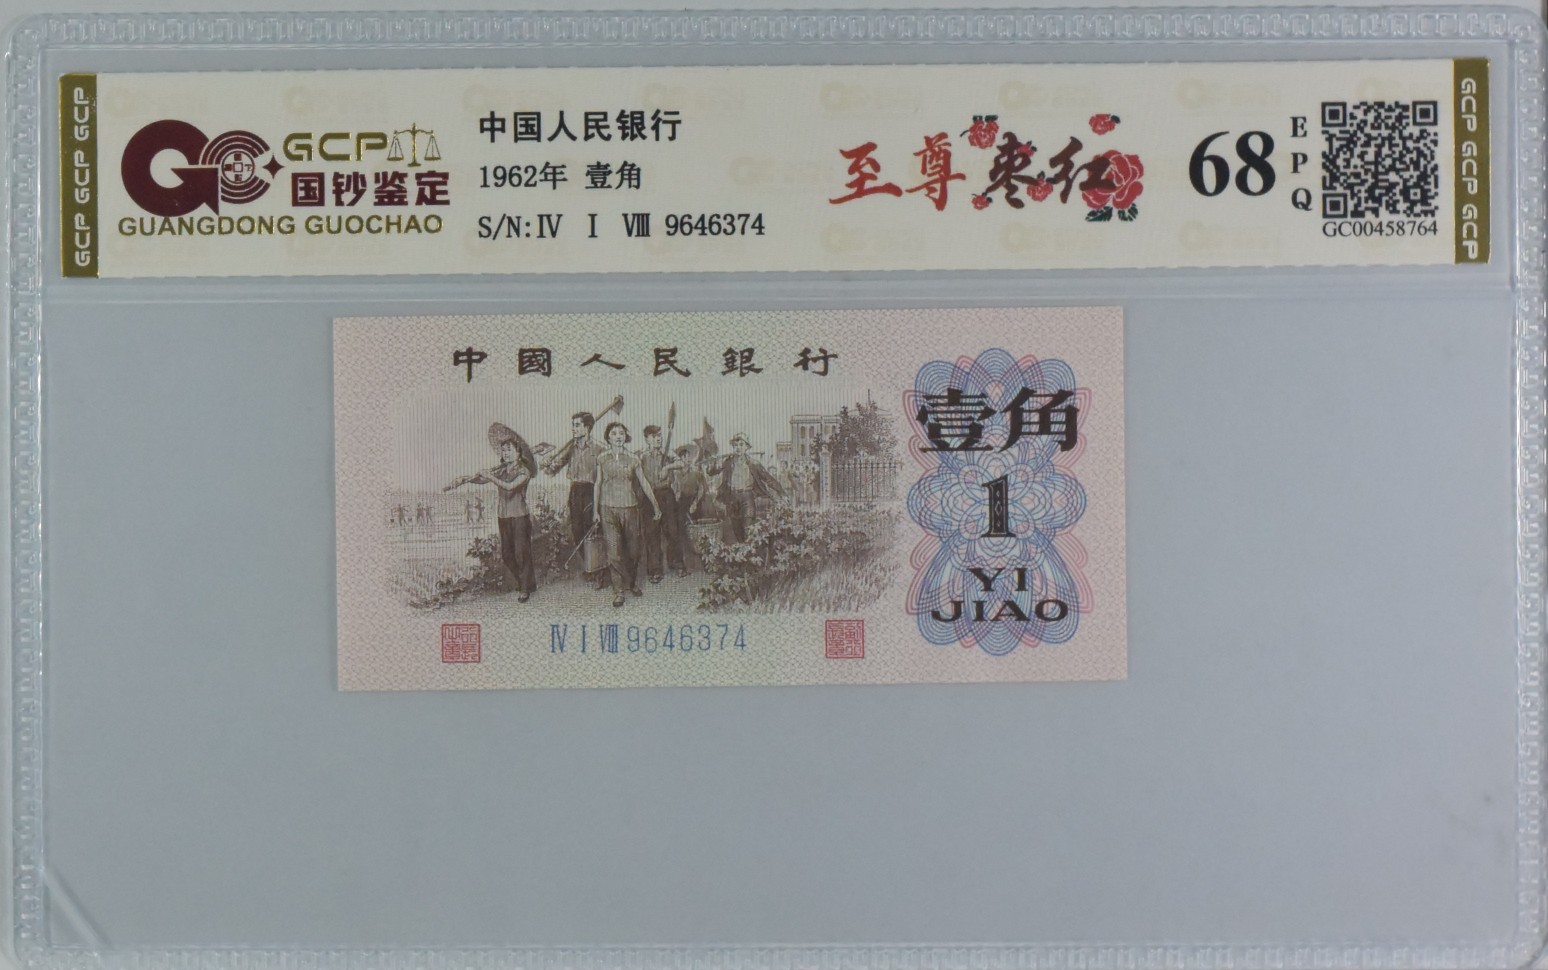 GCP GCP GCP
GCP
国钞鉴定
GUANGDONG GUOCHAO
中国人民银行
1962年 壹角
S/N:Ⅳ Ⅰ Ⅷ 9646374
至尊枣红
68
EPQ
GC00458764
GCP GCP GCP
中國人民銀行
壹角
1
YI
JIAO
Ⅳ Ⅰ Ⅷ 9646374